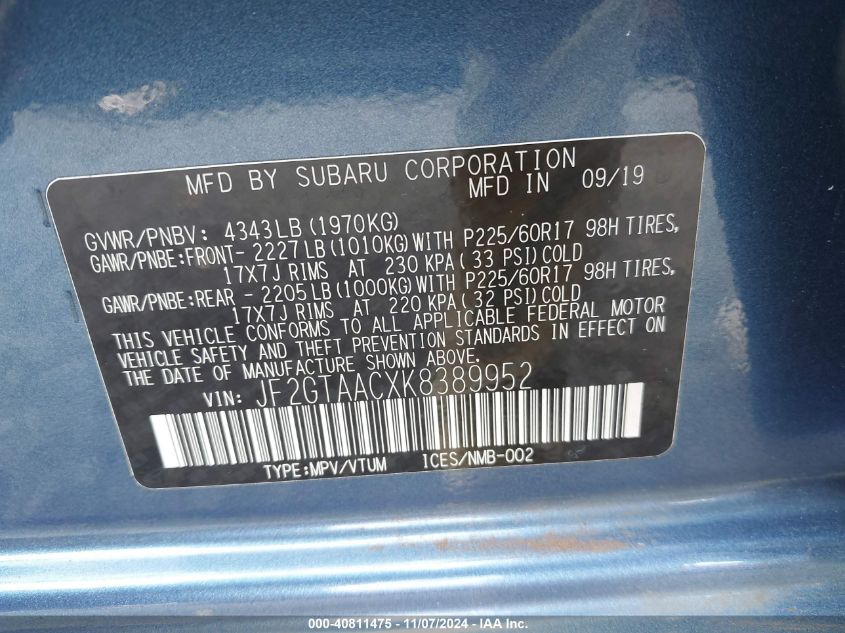 MFD BY SUBARU CORPORATION
MFD IN 09/19
GVWR/PNBV: 4343LB(1970KG)
GAWR/PNBE:FRONT- 2227LB(1010KG)WITH P225/60R17 98H TIRES,
17X7J RIMS AT 230 KPA(33 PSI)COLD
GAWR/PNBE:REAR - 2205LB(1000KG)WITH P225/60R17 98H TIRES,
17X7J RIMS AT 220 KPA(32 PSI)COLD
THIS VEHICLE CONFORMS TO ALL APPLICABLE FEDERAL MOTOR
VEHICLE SAFETY AND THEFT PREVENTION STANDARDS IN EFFECT ON
THE DATE OF MANUFACTURE SHOWN ABOVE.
VIN: JF2GTAACXK8389952
TYPE:MPV/VTUM ICES/NMB-002
000-40811475 - 11/07/2024 - IAA Inc.